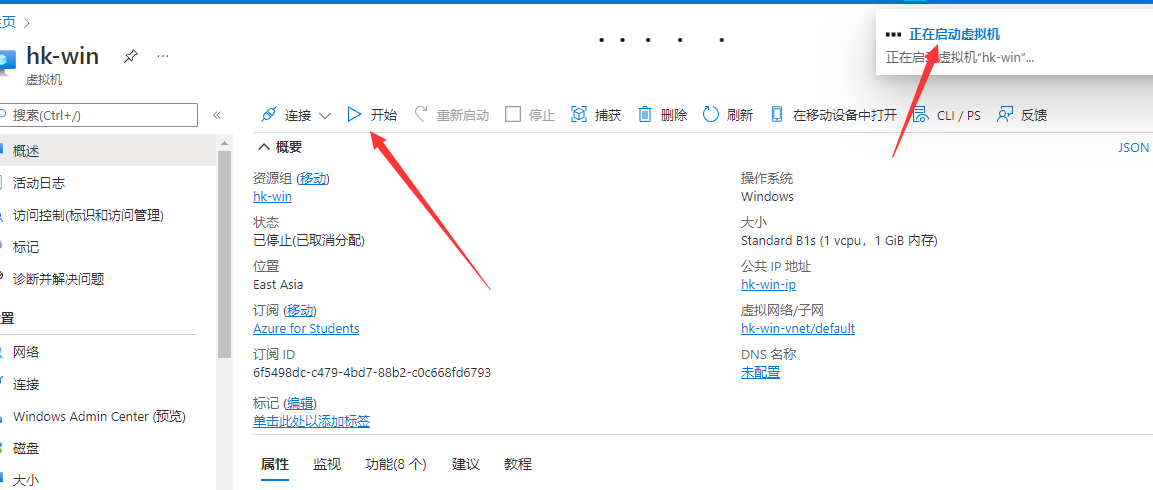 主页
hk-win
虚拟机
正在启动虚拟机
正在启动虚拟机"hk-win"...
搜索(Ctrl+/)
连接 开始 重新启动 停止 捕获 删除 刷新 在移动设备中打开 CLI / PS 反馈
概要 JSON
概述
活动日志
访问控制(标识和访问管理)
标记
诊断并解决问题
置
网络
连接
Windows Admin Center (预览)
磁盘
大小
资源组 (移动)
hk-win
状态
已停止(已取消分配)
位置
East Asia
订阅 (移动)
Azure for Students
订阅 ID
6f5498dc-c479-4bd7-88b2-c0c668fd6793
标记 (编辑)
单击此处以添加标签
操作系统
Windows
大小
Standard B1s (1 vcpu，1 GiB 内存)
公共 IP 地址
hk-win-ip
虚拟网络/子网
hk-win-vnet/default
DNS 名称
未配置
属性 监视 功能(8 个) 建议 教程